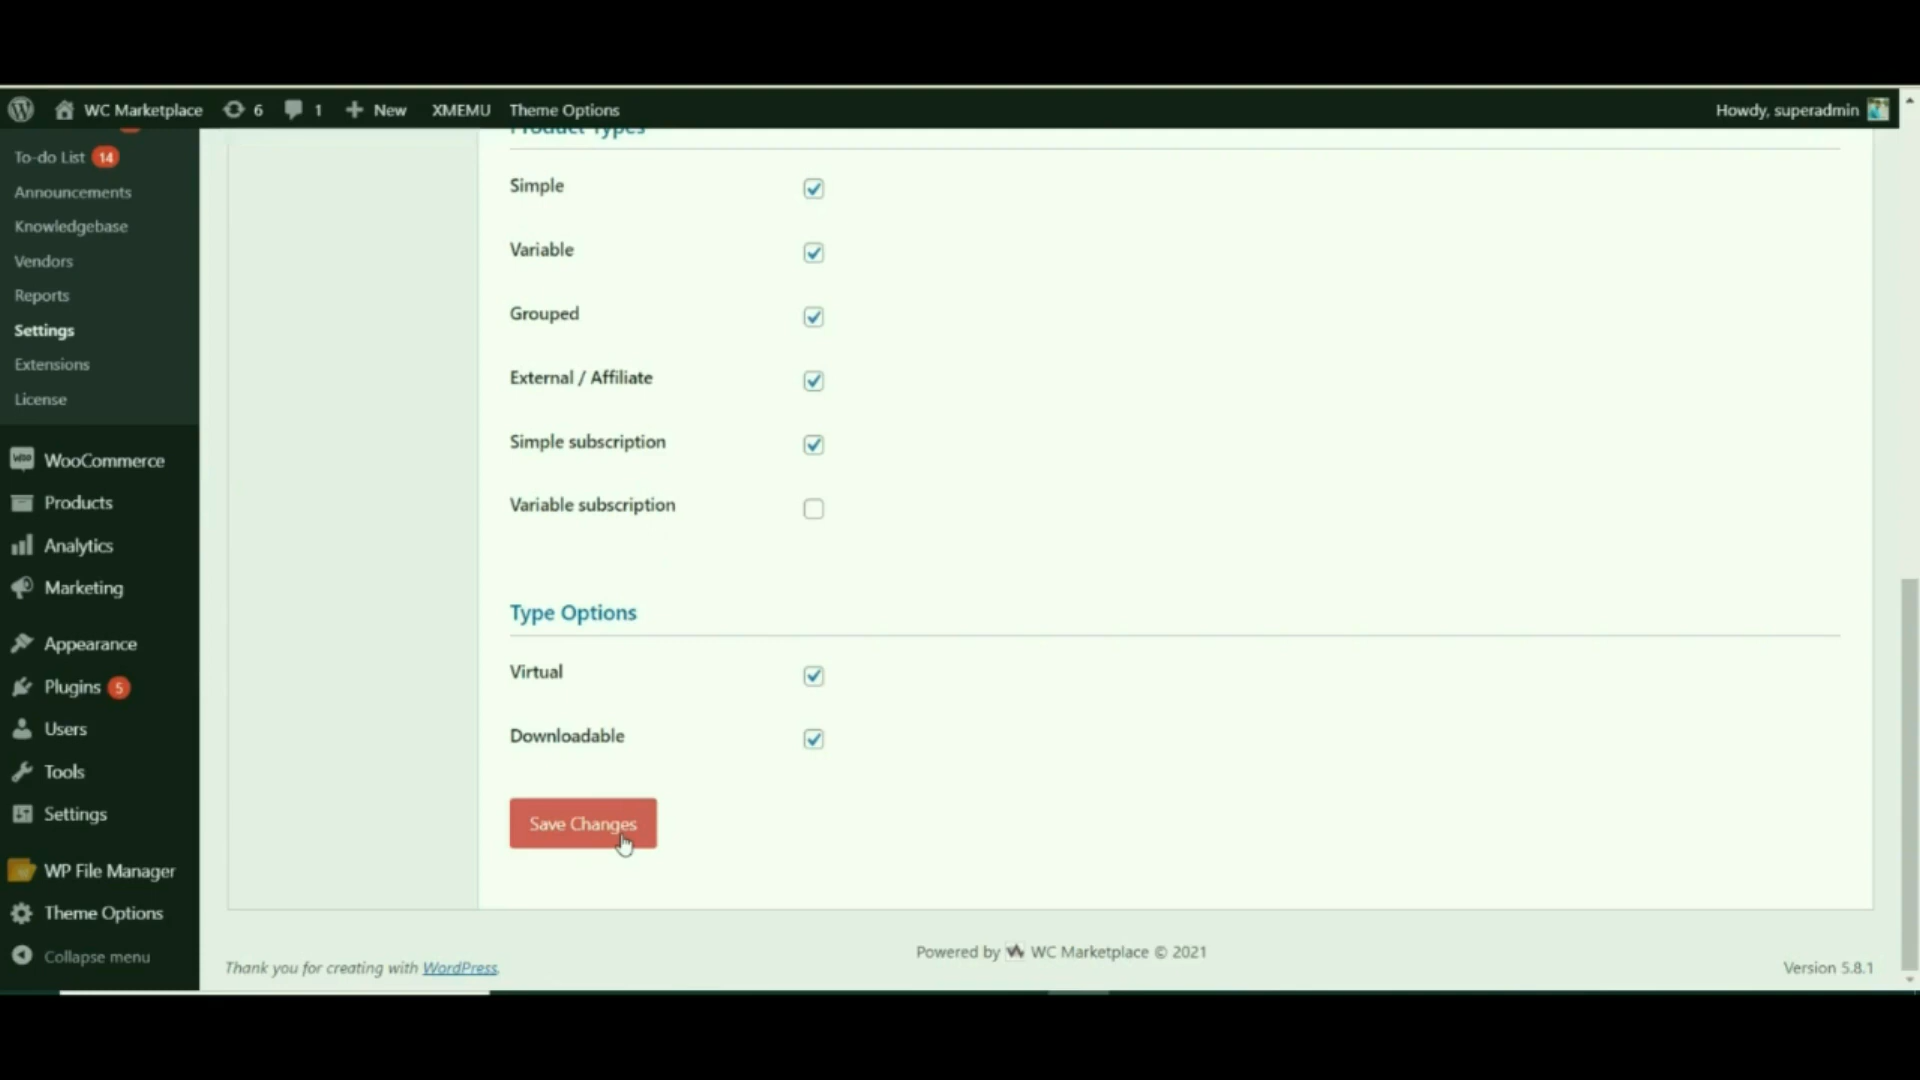 WC Marketplace 6 1 New XMEMU Theme Options Howdy, superadmin
To-do List 14
Announcements
Knowledgebase
Vendors
Reports
Settings
Extensions
License
WooCommerce
Products
Analytics
Marketing
Appearance
Plugins 5
Users
Tools
Settings
WP File Manager
Theme Options
Collapse menu
Product Types
Simple
Variable
Grouped
External / Affiliate
Simple subscription
Variable subscription
Type Options
Virtual
Downloadable
Save Changes
Powered by WC Marketplace © 2021
Thank you for creating with WordPress.
Version 5.8.1